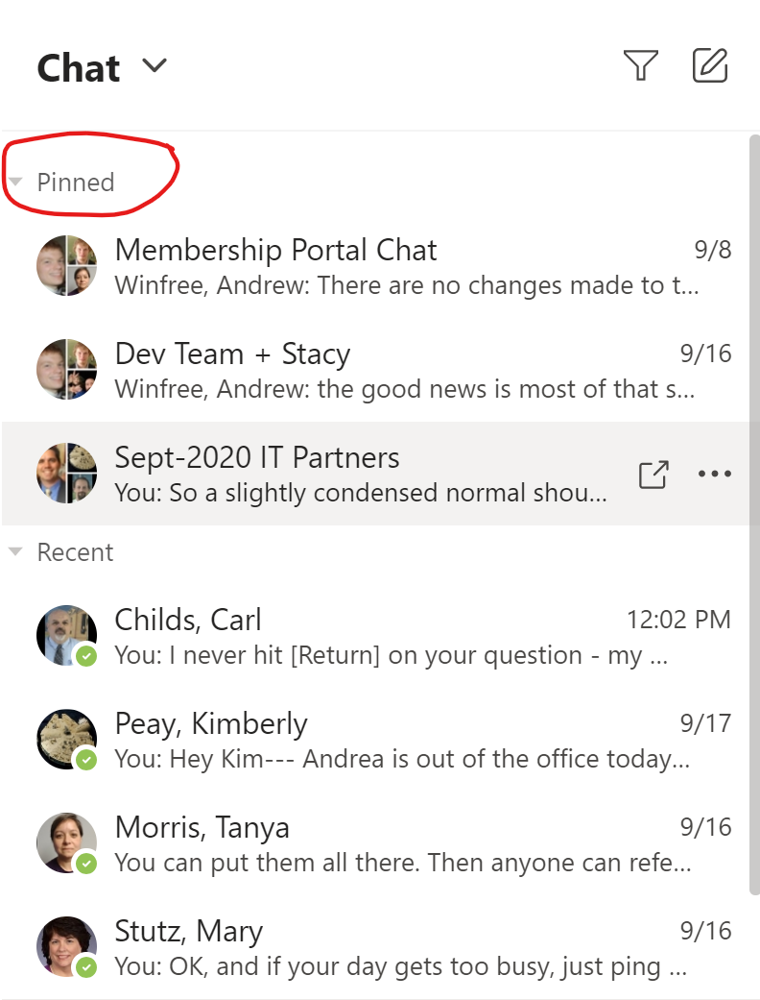 Chat
Pinned
Membership Portal Chat 9/8
Winfree, Andrew: There are no changes made to t...
Dev Team + Stacy 9/16
Winfree, Andrew: the good news is most of that s...
Sept-2020 IT Partners
You: So a slightly condensed normal shou...
Recent
Childs, Carl 12:02 PM
You: I never hit [Return] on your question - my ...
Peay, Kimberly 9/17
You: Hey Kim--- Andrea is out of the office today...
Morris, Tanya 9/16
You can put them all there. Then anyone can refe...
Stutz, Mary 9/16
You: OK, and if your day gets too busy, just ping ...